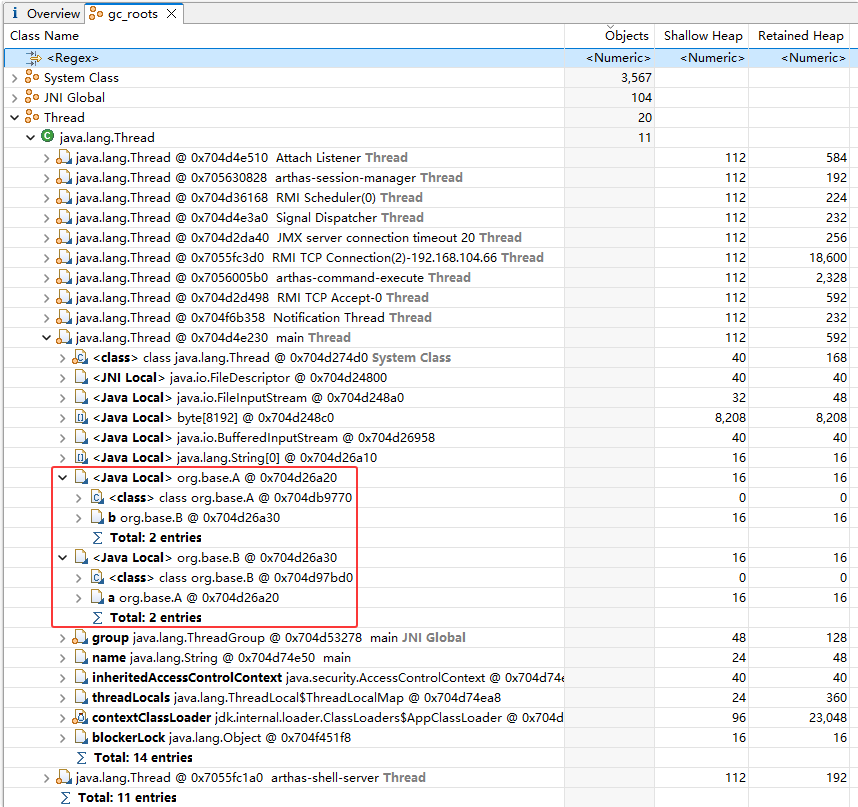 Overview gc_roots
Class Name Objects Shallow Heap Retained Heap
<Regex> <Numeric> <Numeric> <Numeric>
System Class 3,567
JNI Global 104
Thread 20
java.lang.Thread 11
java.lang.Thread @ 0x704d4e510 Attach Listener Thread 112 584
java.lang.Thread @ 0x705630828 arthas-session-manager Thread 112 192
java.lang.Thread @ 0x704d36168 RMI Scheduler(0) Thread 112 224
java.lang.Thread @ 0x704d4e3a0 Signal Dispatcher Thread 112 232
java.lang.Thread @ 0x704d2da40 JMX server connection timeout 20 Thread 112 256
java.lang.Thread @ 0x7055fc3d0 RMI TCP Connection(2)-192.168.104.66 Thread 112 18,600
java.lang.Thread @ 0x7056005b0 arthas-command-execute Thread 112 2,328
java.lang.Thread @ 0x704d2d498 RMI TCP Accept-0 Thread 112 592
java.lang.Thread @ 0x704f6b358 Notification Thread Thread 112 232
java.lang.Thread @ 0x704d4e230 main Thread 112 592
<class> class java.lang.Thread @ 0x704d274d0 System Class 40 168
<JNI Local> java.io.FileDescriptor @ 0x704d24800 40 40
<Java Local> java.io.FileInputStream @ 0x704d248a0 32 48
<Java Local> byte[8192] @ 0x704d248c0 8,208 8,208
<Java Local> java.io.BufferedInputStream @ 0x704d26958 40 40
<Java Local> java.lang.String[0] @ 0x704d26a10 16 16
<Java Local> org.base.A @ 0x704d26a20 16 16
<class> class org.base.A @ 0x704db9770 0 0
b org.base.B @ 0x704d26a30 16 16
Total: 2 entries
<Java Local> org.base.B @ 0x704d26a30 16 16
<class> class org.base.B @ 0x704d97bd0 0 0
a org.base.A @ 0x704d26a20 16 16
Total: 2 entries
group java.lang.ThreadGroup @ 0x704d53278 main JNI Global 48 128
name java.lang.String @ 0x704d74e50 main 24 48
inheritedAccessControlContext java.security.AccessControlContext @ 0x704d74e 40 40
threadLocals java.lang.ThreadLocal$ThreadLocalMap @ 0x704d74ea8 24 360
contextClassLoader jdk.internal.loader.ClassLoaders$AppClassLoader @ 0x704d 96 23,048
blockerLock java.lang.Object @ 0x704f451f8 16 16
Total: 14 entries
java.lang.Thread @ 0x7055fc1a0 arthas-shell-server Thread 112 192
Total: 11 entries